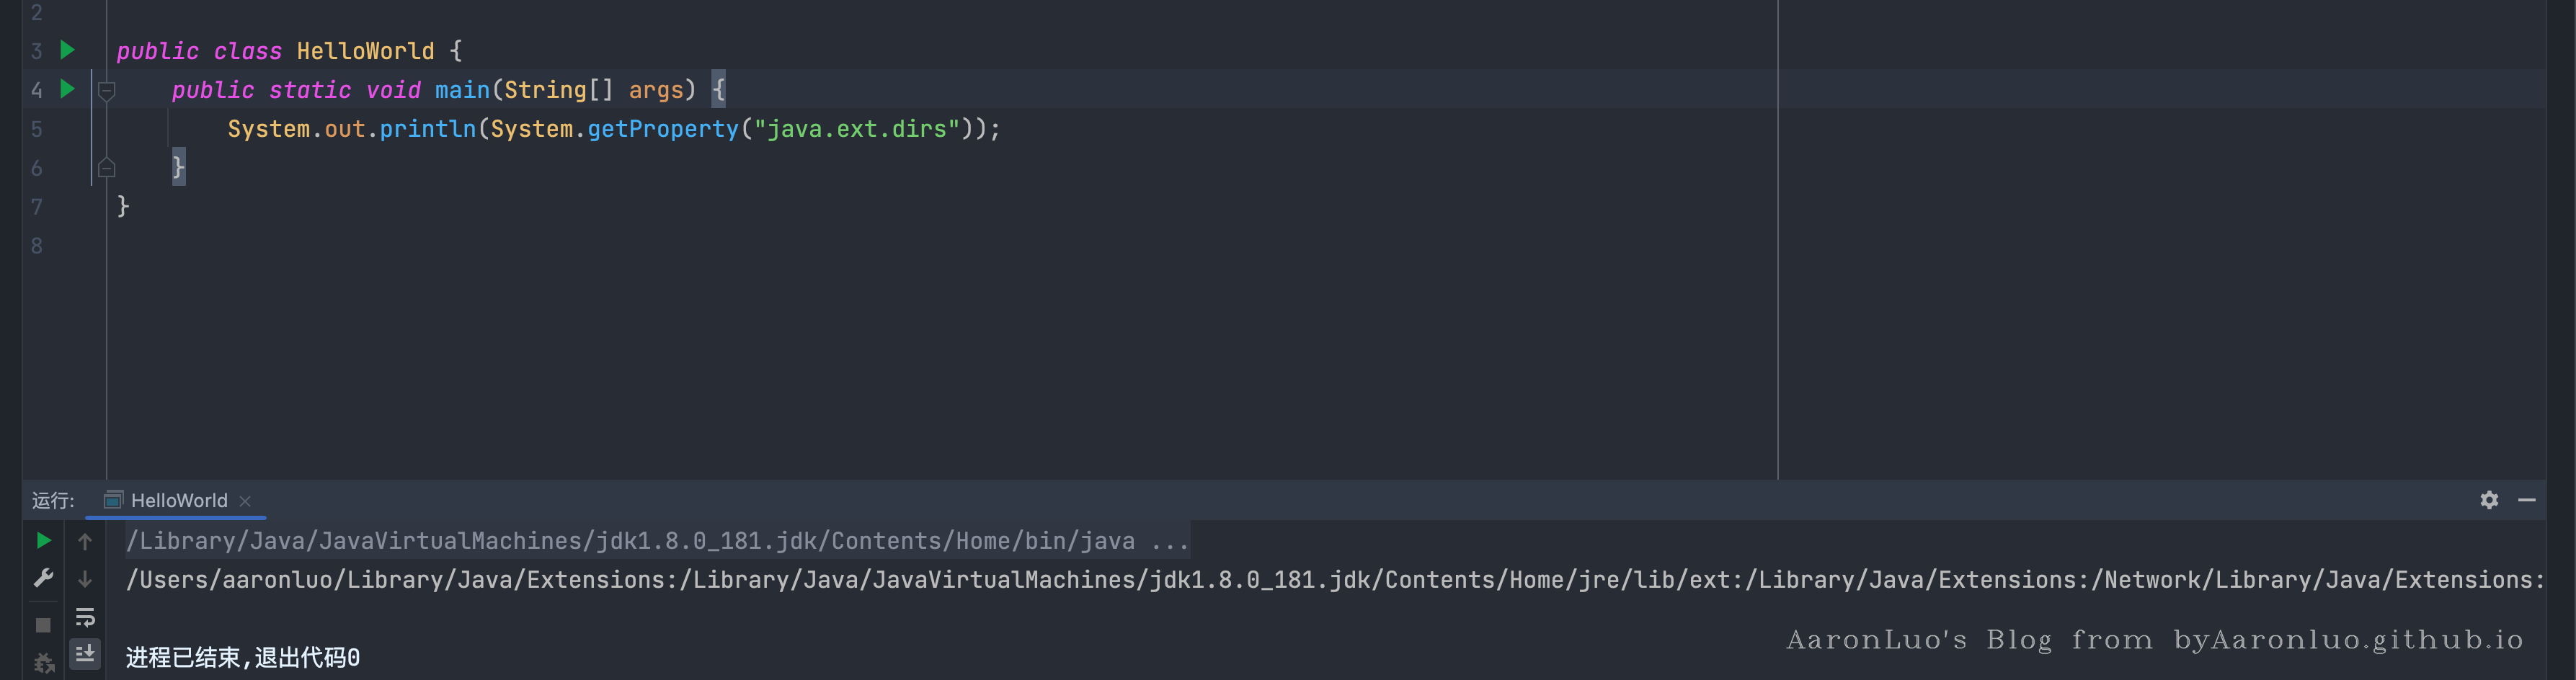 2
3 public class HelloWorld {
4 public static void main(String[] args) {
5 System.out.println(System.getProperty("java.ext.dirs"));
6 }
7 }
8
运行: HelloWorld
/Library/Java/JavaVirtualMachines/jdk1.8.0_181.jdk/Contents/Home/bin/java ...
/Users/aaronluo/Library/Java/Extensions:/Library/Java/JavaVirtualMachines/jdk1.8.0_181.jdk/Contents/Home/jre/lib/ext:/Library/Java/Extensions:/Network/Library/Java/Extensions:
进程已结束,退出代码0
AaronLuo's Blog from byAaronluo.github.io